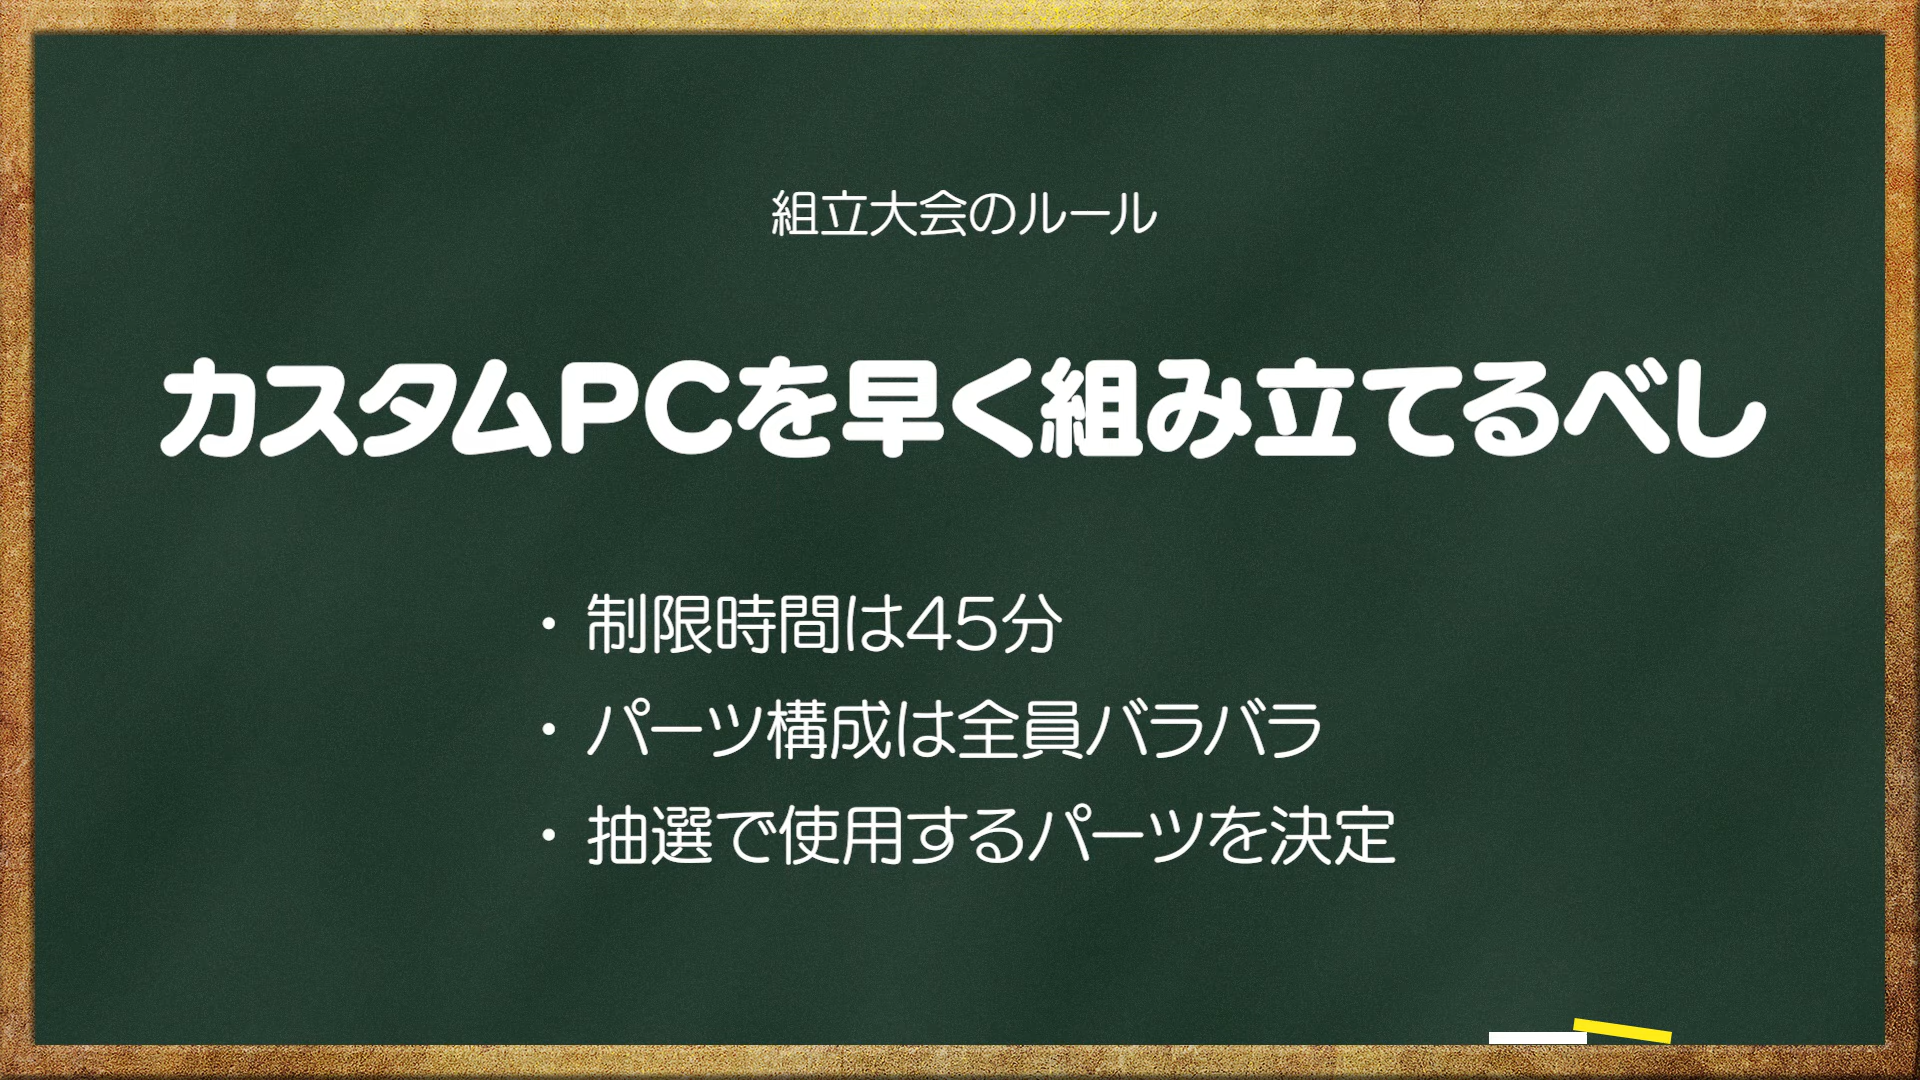 組立大会のルール
カスタムPCを早く組み立てるべし
・制限時間は45分
・パーツ構成は全員バラバラ
・抽選で使用するパーツを決定